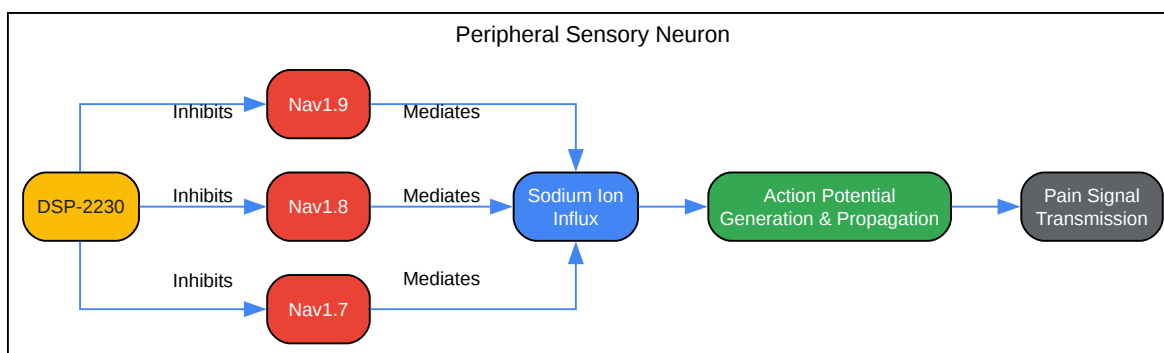 Peripheral Sensory Neuron
Inhibits
Nav1.9
Mediates
DSP-2230
Inhibits
Nav1.8
Mediates
Sodium Ion
Influx
Action Potential
Generation & Propagation
Pain Signal
Transmission
Inhibits
Nav1.7
Mediates